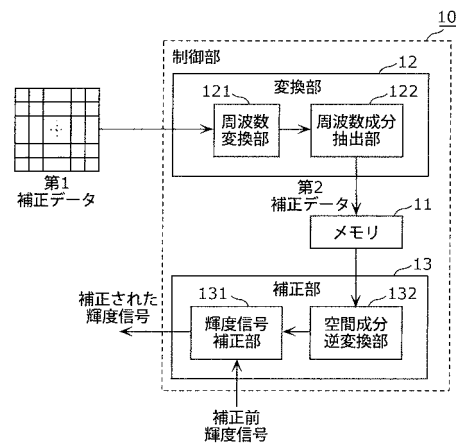 10
制御部
12
変換部
121
周波数
変換部
122
周波数成分
抽出部
第1
補正データ
第2
補正データ
11
メモリ
13
補正部
131
輝度信号
補正部
132
空間成分
逆変換部
補正された
輝度信号
補正前
輝度信号